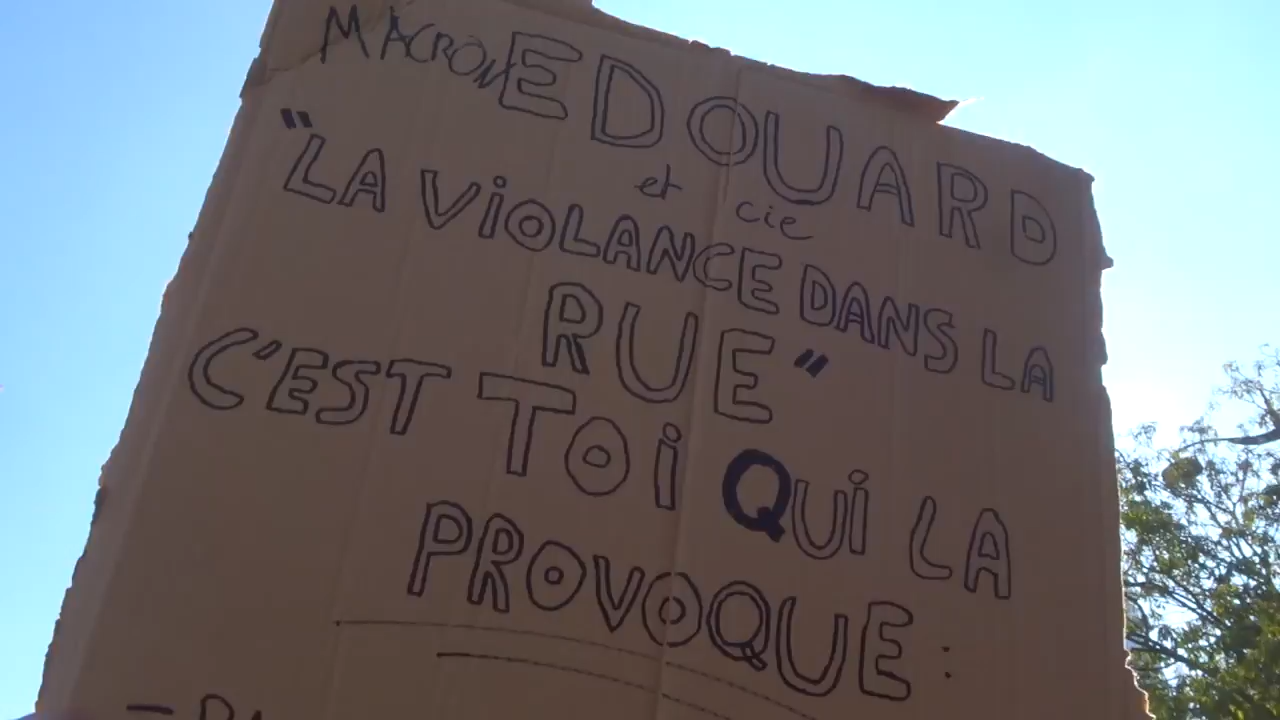 MACRON EDOUARD
et cie
"LA ViOLANCE DANS LA
RUE"
C'EST TOi QUi LA
PROVOQUE :